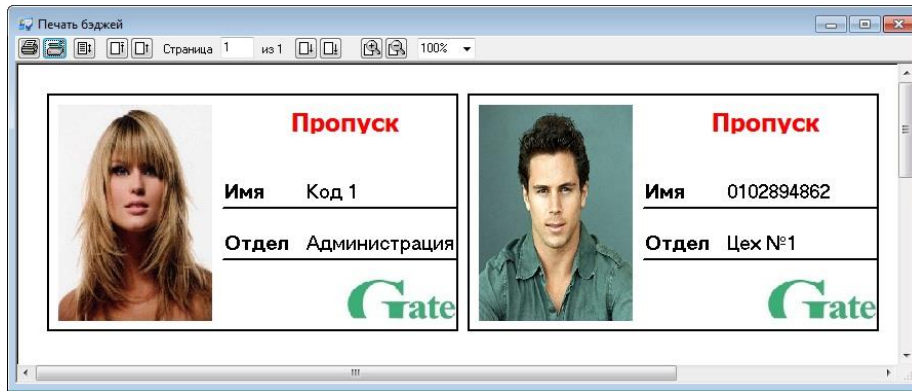 Печать бэджей
Страница 1 из 1 100%
Пропуск
Имя Код 1
Отдел Администрация
Gate
Пропуск
Имя 0102894862
Отдел Цех №1
Gate